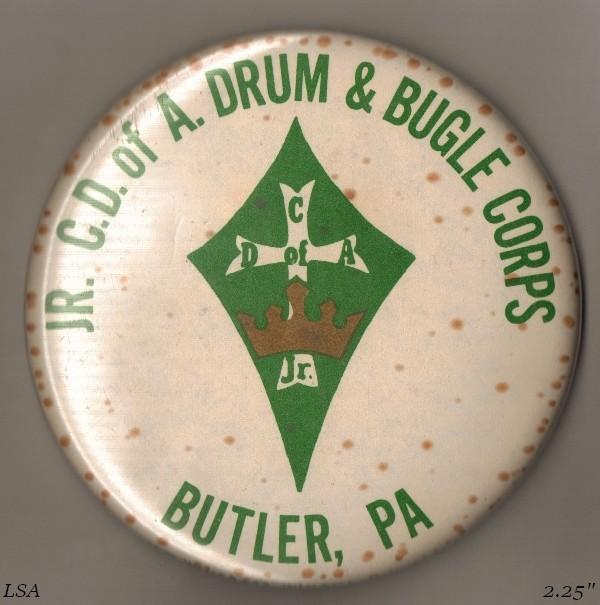 JR. C.D. of A. DRUM & BUGLE CORPS
C
D of A
Jr.
BUTLER, PA
LSA
2.25"